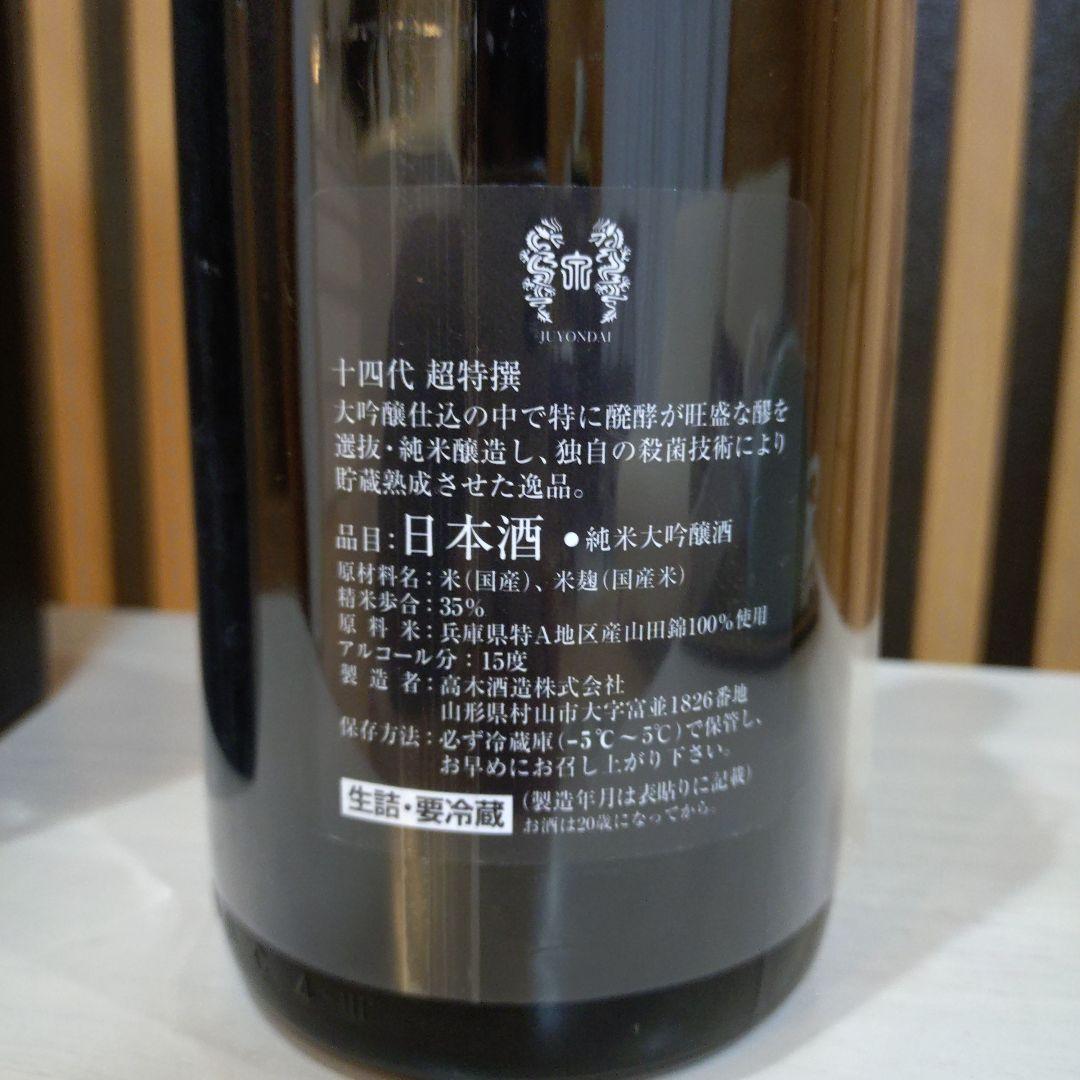 JUYONDAI
十四代 超特撰
大吟醸仕込の中で特に醗酵が旺盛な醪を
選抜・純米醸造し、独自の殺菌技術により
貯蔵熟成させた逸品。
品目:日本酒 ●純米大吟醸酒
原材料名:米(国産)、米麹(国産米)
精米歩合:35%
原料米:兵庫県特A地区産山田錦100%使用
アルコール分:15度
製造者:高木酒造株式会社
山形県村山市大字富並1826番地
保存方法:必ず冷蔵庫(-5℃〜5℃)で保管し、
お早めにお召し上がり下さい。
生詰・要冷蔵 (製造年月は表貼りに記載)
お酒は20歳になってから。